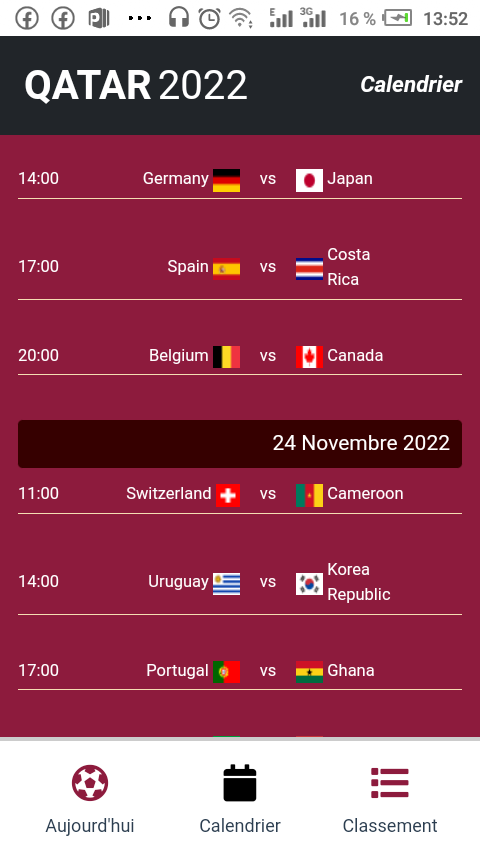 E 3G 16 % 13:52
QATAR 2022 Calendrier
14:00 Germany vs Japan
17:00 Spain vs Costa
Rica
20:00 Belgium vs Canada
24 Novembre 2022
11:00 Switzerland vs Cameroon
14:00 Uruguay vs Korea
Republic
17:00 Portugal vs Ghana
Aujourd'hui Calendrier Classement